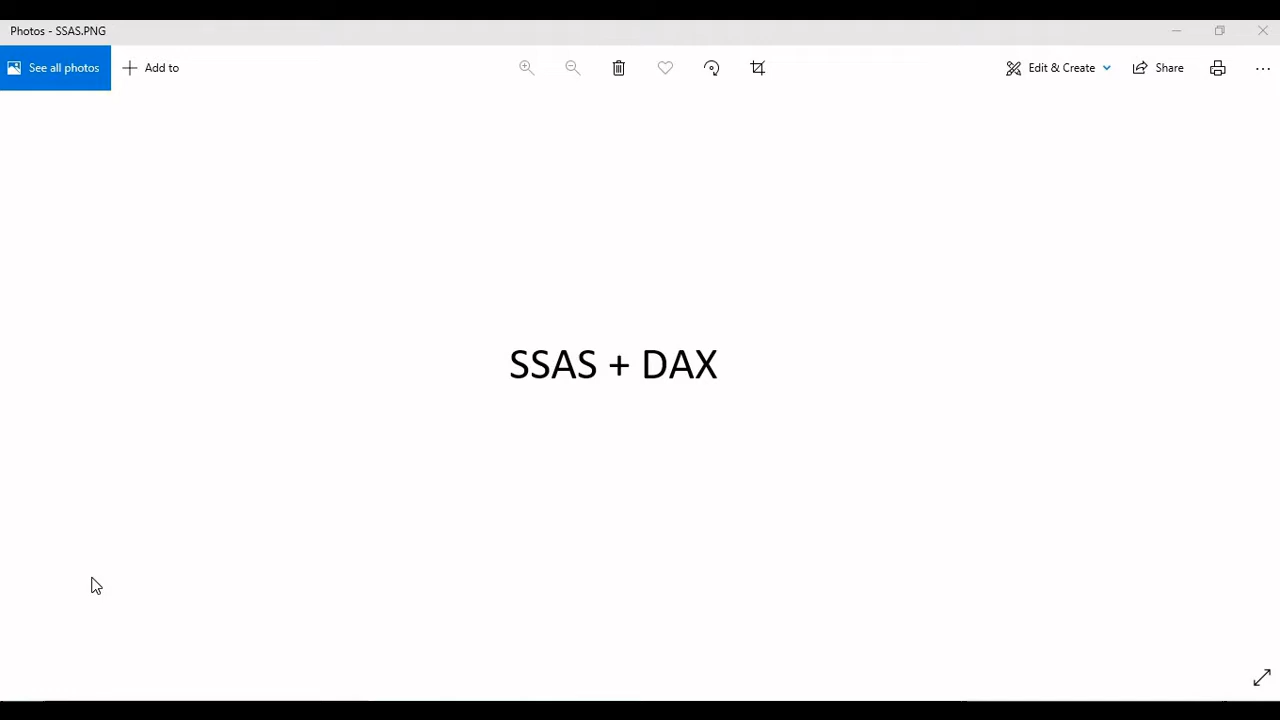 Photos - SSAS.PNG
See all photos
Add to
Edit & Create
Share
SSAS + DAX